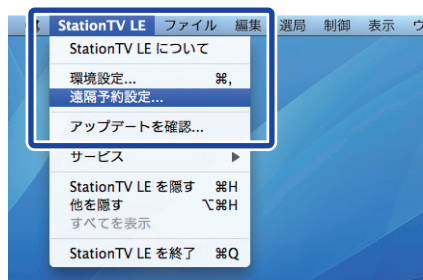 StationTV LE ファイル 編集 選局 制御 表示
StationTV LE について
環境設定... ⌘,
遠隔予約設定...
アップデートを確認...
サービス ▶
StationTV LE を隠す ⌘H
他を隠す ⌥⌘H
すべてを表示
StationTV LE を終了 ⌘Q